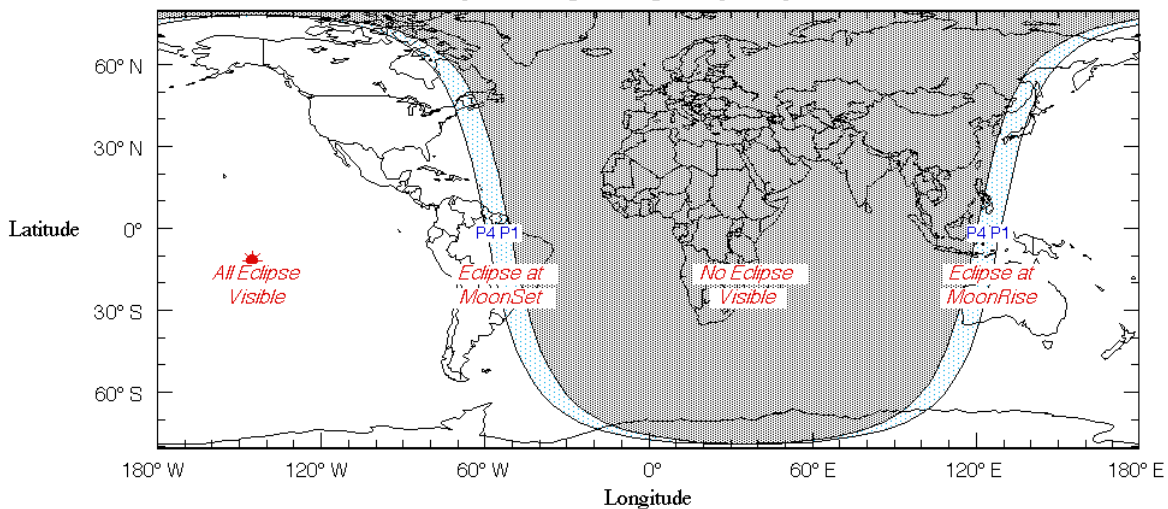 60° N
30° N
Latitude
0°
P4 P1
P4 P1
All Eclipse
Visible
Eclipse at
MoonSet
No Eclipse
Visible
Eclipse at
MoonRise
30° S
60° S
180° W
120° W
60° W
0°
60° E
120° E
180° E
Longitude